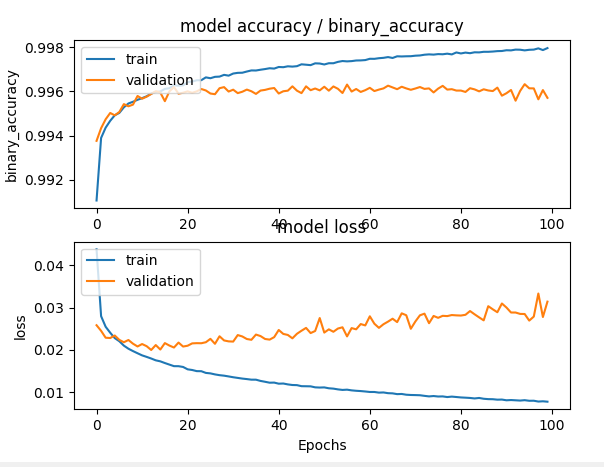 model accuracy / binary_accuracy
0.998
0.996
0.994
0.992
binary_accuracy
train
validation
0 20 40 60 80 100
model loss
0.04
0.03
0.02
0.01
loss
train
validation
0 20 40 60 80 100
Epochs